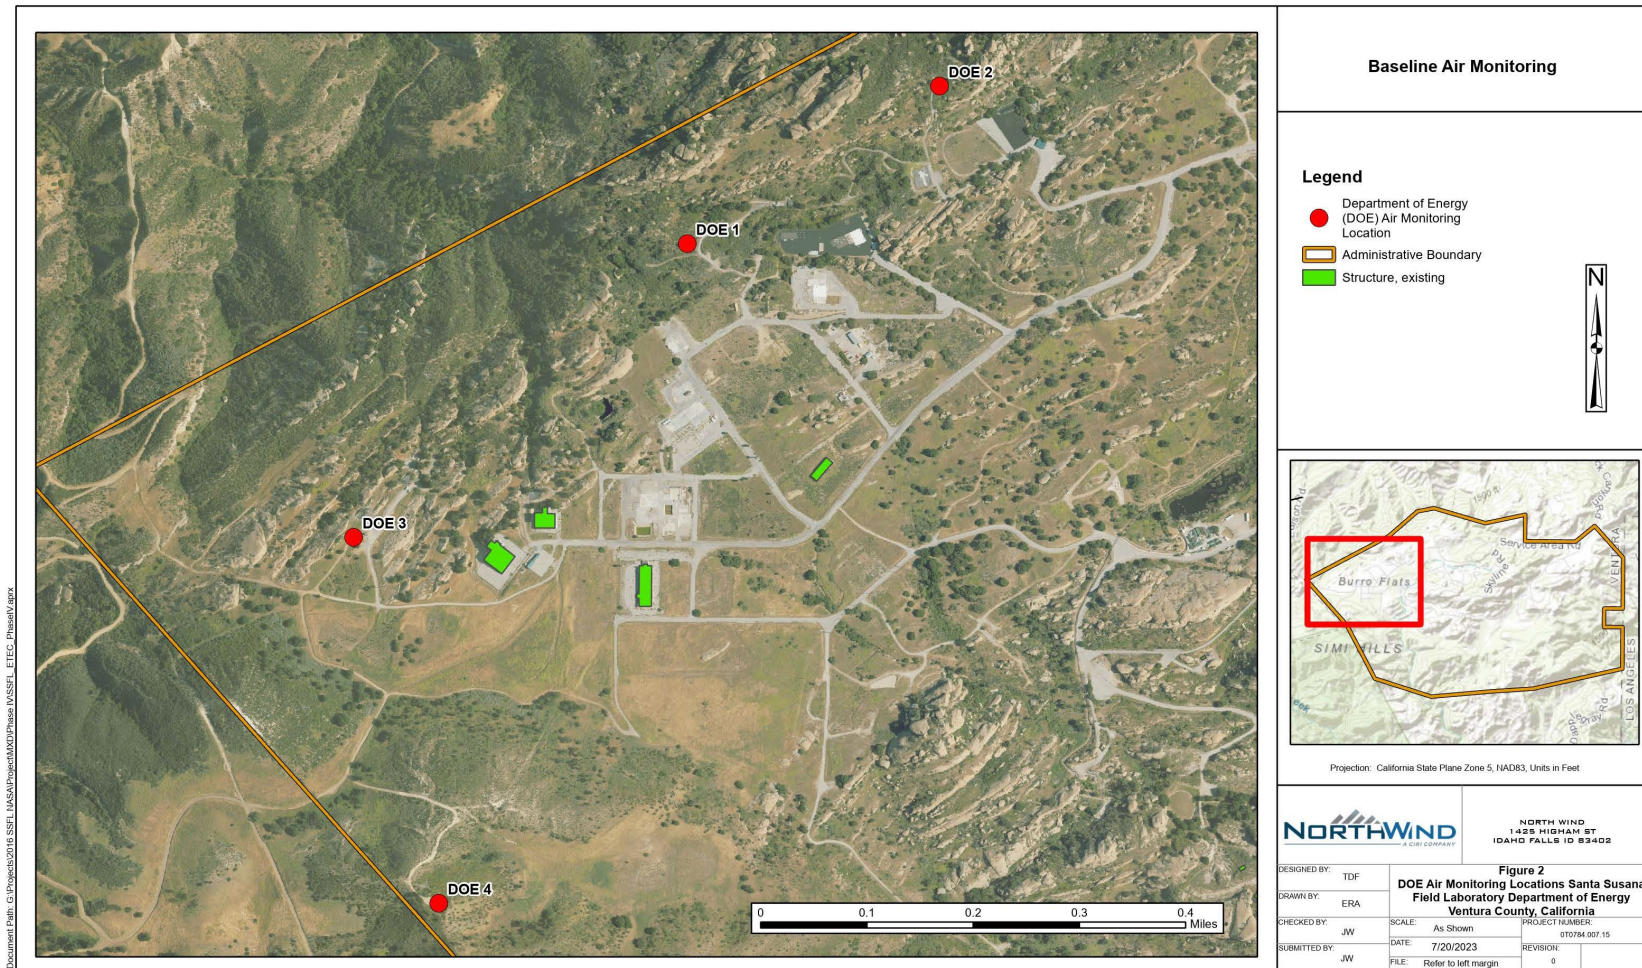 Baseline Air Monitoring
DOE 2
DOE 1
DOE 3
DOE 4
0 0.1 0.2 0.3 0.4
Miles
Legend
Department of Energy
(DOE) Air Monitoring
Location
Administrative Boundary
Structure, existing
N
1590 ft
Service Area Rd
Skyline Rd
Burro Flats
SIMI HILLS
VENTURA
LOS ANGELES
Projection: California State Plane Zone 5, NAD83, Units in Feet
NORTHWIND
A CIRI COMPANY
NORTH WIND
1425 HIGHAM ST
IDAHO FALLS ID 83402
DESIGNED BY: TDF
DRAWN BY: ERA
CHECKED BY: JW
SUBMITTED BY: JW
Figure 2
DOE Air Monitoring Locations Santa Susana
Field Laboratory Department of Energy
Ventura County, California
SCALE: As Shown
PROJECT NUMBER: 0T0784.007.15
DATE: 7/20/2023
REVISION: 0
FILE: Refer to left margin
Document Path: G:\Projects\2016 SSFL NASA\Project\MXD\Phase IV\SSFL_ETEC_PhaseIV.aprx